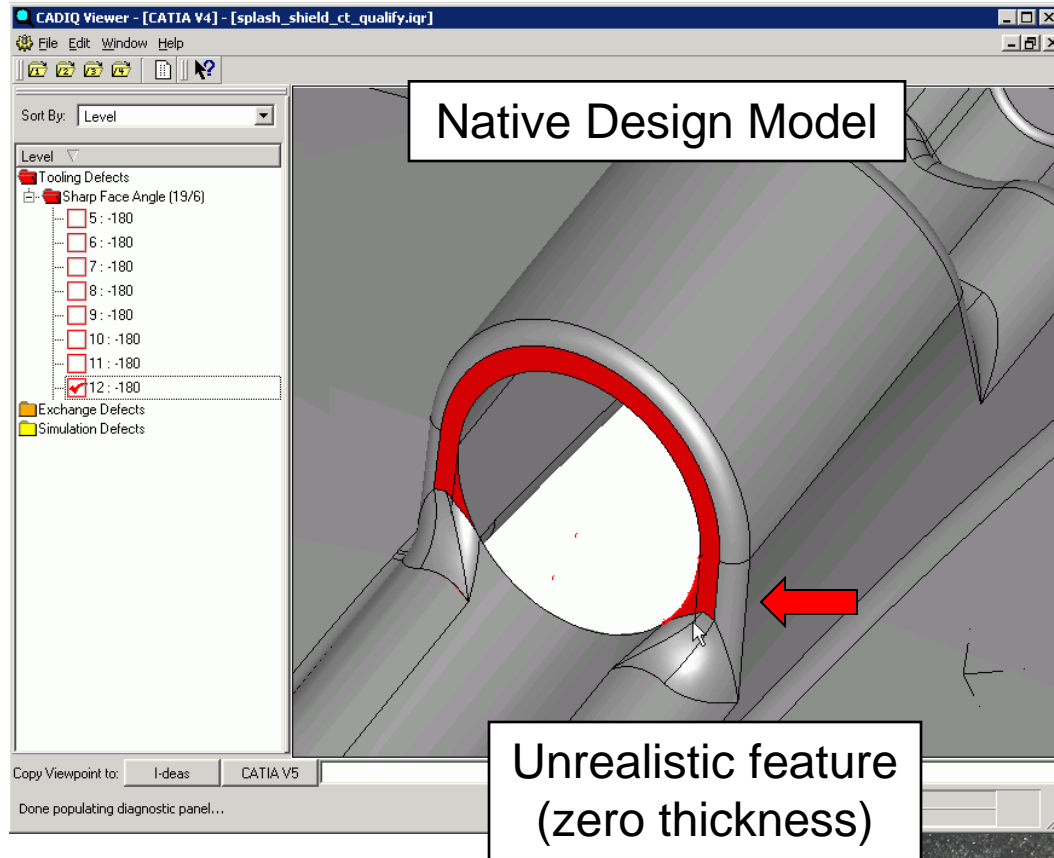 CADIQ Viewer - [CATIA V4] - [splash_shield_ct_qualify.iqr]
File Edit Window Help
Sort By: Level
Native Design Model
Level
Tooling Defects
Sharp Face Angle (19/6)
5 : -180
6 : -180
7 : -180
8 : -180
9 : -180
10 : -180
11 : -180
12 : -180
Exchange Defects
Simulation Defects
Copy Viewpoint to: I-deas CATIA V5
Done populating diagnostic panel...
Unrealistic feature
(zero thickness)